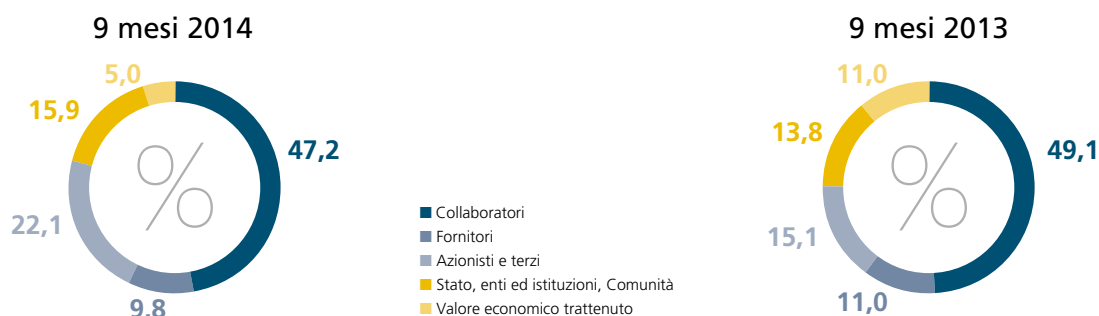 9 mesi 2014
5,0
15,9
47,2
%
22,1
9,8
Collaboratori
Fornitori
Azionisti e terzi
Stato, enti ed istituzioni, Comunità
Valore economico trattenuto
9 mesi 2013
11,0
13,8
49,1
%
15,1
11,0